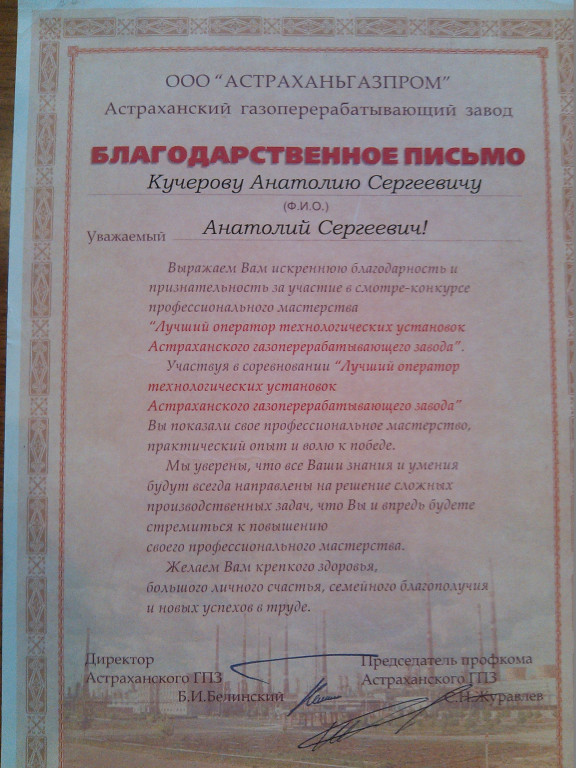 ООО "АСТРАХАНЬГАЗПРОМ"
Астраханский газоперерабатывающий завод
БЛАГОДАРСТВЕННОЕ ПИСЬМО
Кучерову Анатолию Сергеевичу
(Ф.И.О.)
Уважаемый Анатолий Сергеевич!
Выражаем Вам искреннюю благодарность и
признательность за участие в смотре-конкурсе
профессионального мастерства
"Лучший оператор технологических установок
Астраханского газоперерабатывающего завода".
Участвуя в соревновании "Лучший оператор
технологических установок
Астраханского газоперерабатывающего завода"
Вы показали свое профессиональное мастерство,
практический опыт и волю к победе.
Мы уверены, что все Ваши знания и умения
будут всегда направлены на решение сложных
производственных задач, что Вы и впредь будете
стремиться к повышению
своего профессионального мастерства.
Желаем Вам крепкого здоровья,
большого личного счастья, семейного благополучия
и новых успехов в труде.
Директор
Астраханского ГПЗ
Б.И.Белинский
Председатель профкома
Астраханского ГПЗ
Журавлев